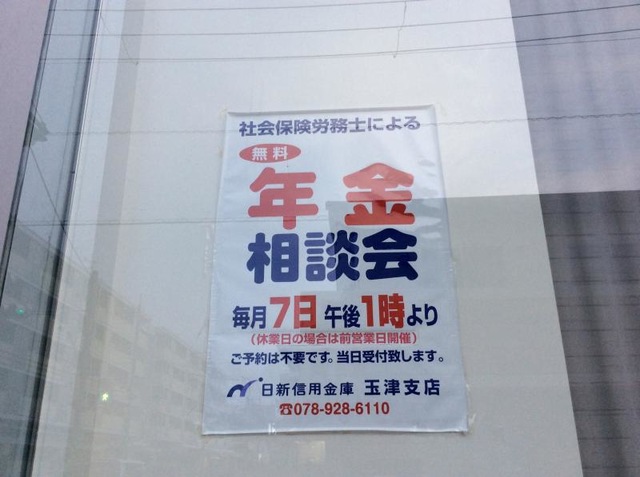 社会保険労務士による
無料
年金
相談会
毎月7日午後1時より
(休業日の場合は前営業日開催)
ご予約は不要です。当日受付致します。
日新信用金庫 玉津支店
☎078-928-6110